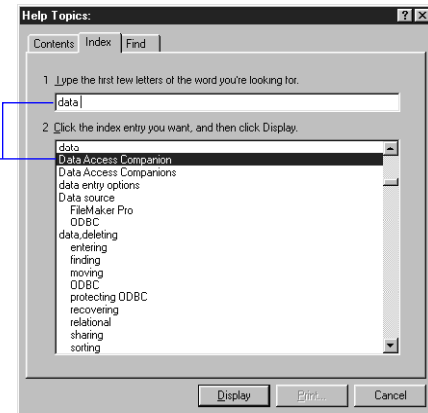 Help Topics:
Contents Index Find
1 Type the first few letters of the word you're looking for.
data
2 Click the index entry you want, and then click Display.
data
Data Access Companion
Data Access Companions
data entry options
Data source
FileMaker Pro
ODBC
data,deleting
entering
finding
moving
ODBC
protecting ODBC
recovering
relational
sharing
sorting
Display Print... Cancel